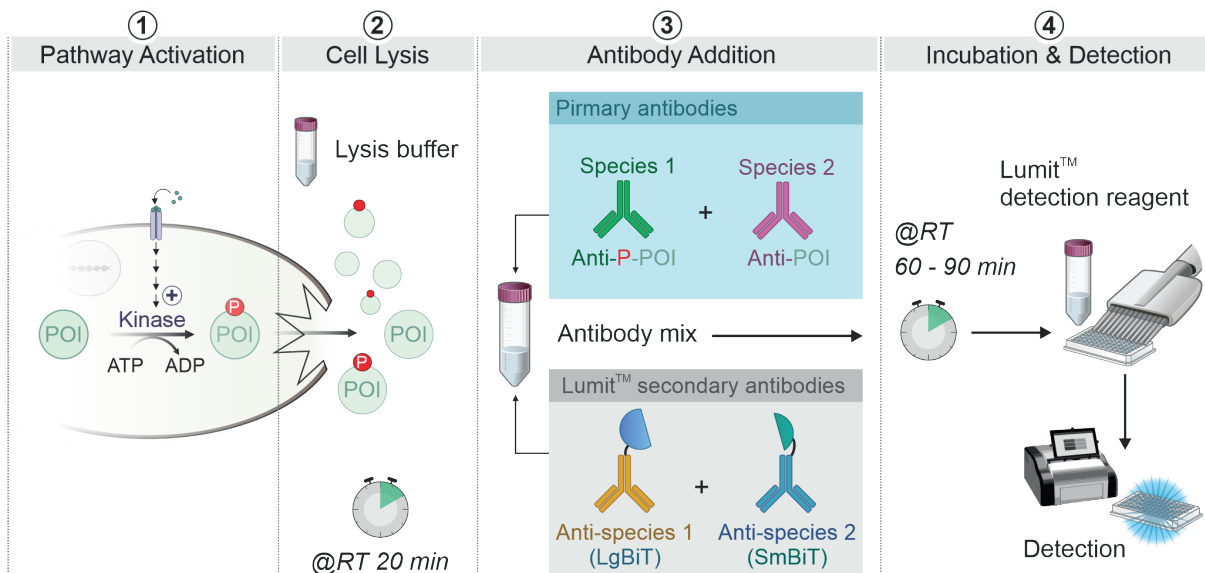 1
Pathway Activation
POI
Kinase
+
ATP
ADP
P
POI
2
Cell Lysis
Lysis buffer
POI
P
POI
@RT 20 min
3
Antibody Addition
Pirmary antibodies
Species 1
+
Species 2
Anti-P-POI
Anti-POI
Antibody mix
Lumit™ secondary antibodies
+
Anti-species 1
(LgBiT)
Anti-species 2
(SmBiT)
4
Incubation & Detection
Lumit™
detection reagent
@RT
60 - 90 min
Detection